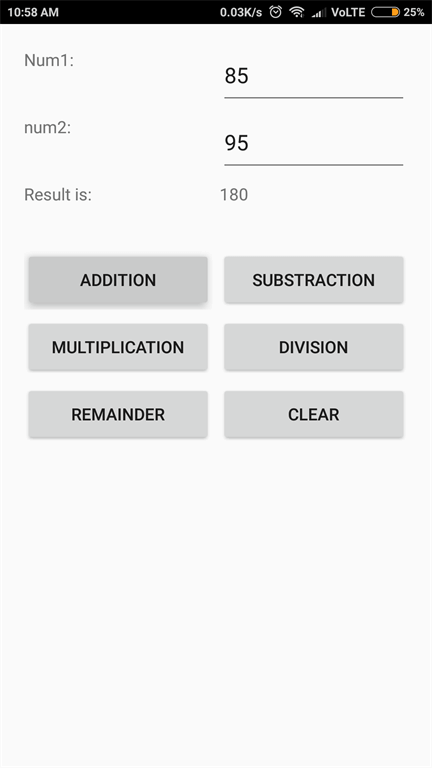 10:58 AM 0.03K/s VoLTE 25%
Num1: 85
num2: 95
Result is: 180
ADDITION SUBSTRACTION
MULTIPLICATION DIVISION
REMAINDER CLEAR